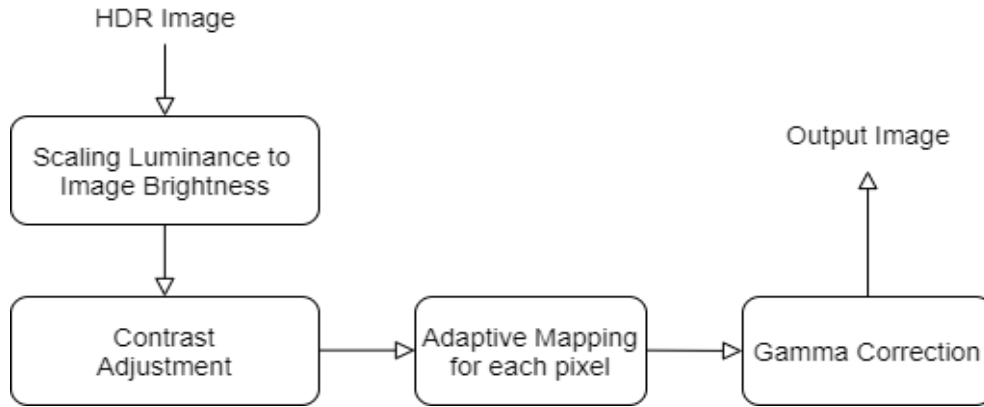 HDR Image
Scaling Luminance to
Image Brightness
Contrast
Adjustment
Adaptive Mapping
for each pixel
Gamma Correction
Output Image